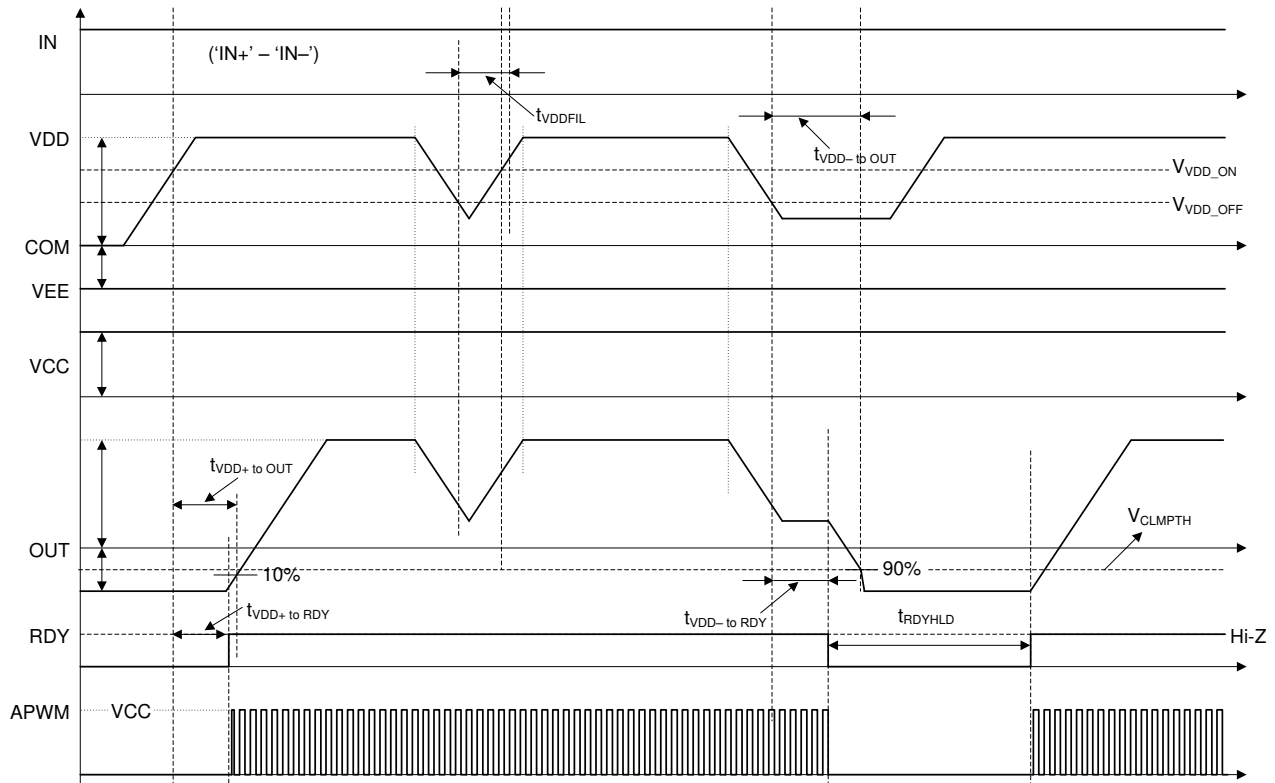 IN
(‘IN+’ – ‘IN–’)
tVDDFIL
VDD
tVDD– to OUT
VVDD_ON
VVDD_OFF
COM
VEE
VCC
tVDD+ to OUT
VCLMPTH
OUT
10%
90%
tVDD+ to RDY
tVDD– to RDY
tRDYHLD
RDY
Hi-Z
APWM
VCC